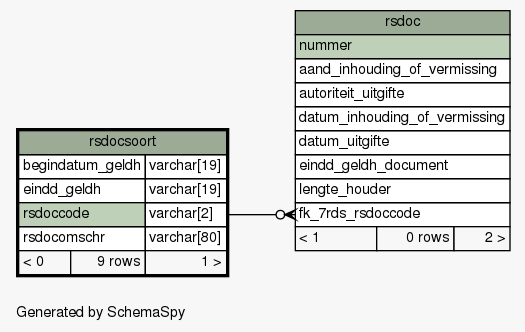 rsdoc
nummer
aand_inhouding_of_vermissing
autoriteit_uitgifte
datum_inhouding_of_vermissing
datum_uitgifte
eindd_geldh_document
lengte_houder
fk_7rds_rsdoccode
< 1 0 rows 2 >
rsdocsoort
begindatum_geldh varchar[19]
eindd_geldh varchar[19]
rsdoccode varchar[2]
rsdocomschr varchar[80]
< 0 9 rows 1 >
Generated by SchemaSpy